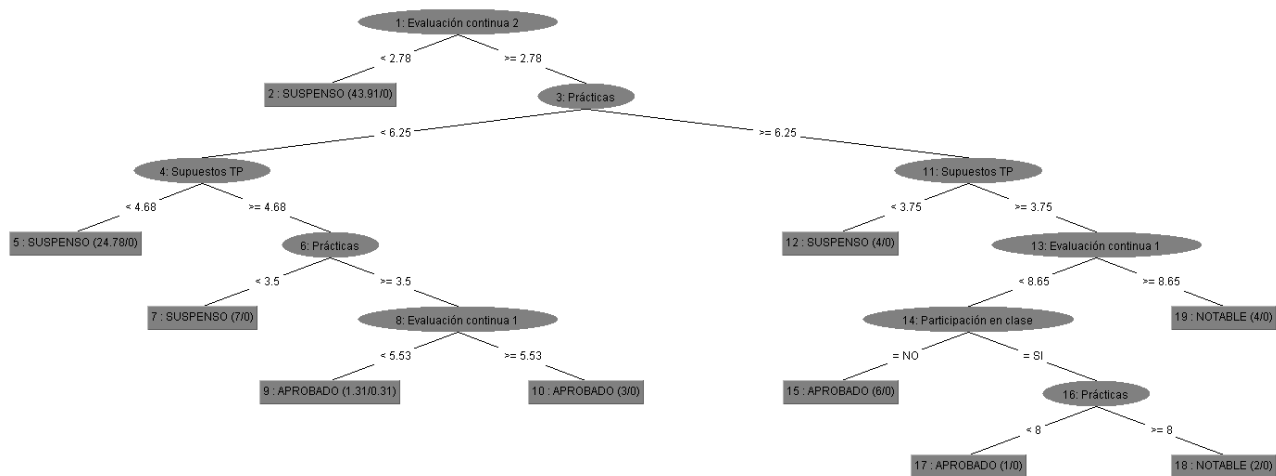 1: Evaluación continua 2
< 2.78
>= 2.78
2 : SUSPENSO (43.91/0)
3: Prácticas
< 6.25
>= 6.25
4: Supuestos TP
11: Supuestos TP
< 4.68
>= 4.68
< 3.75
>= 3.75
5 : SUSPENSO (24.78/0)
6: Prácticas
12 : SUSPENSO (4/0)
13: Evaluación continua 1
< 3.5
>= 3.5
< 8.65
>= 8.65
7 : SUSPENSO (7/0)
8: Evaluación continua 1
14: Participación en clase
19 : NOTABLE (4/0)
< 5.53
>= 5.53
= NO
= SI
9 : APROBADO (1.31/0.31)
10 : APROBADO (3/0)
15 : APROBADO (6/0)
16: Prácticas
< 8
>= 8
17 : APROBADO (1/0)
18 : NOTABLE (2/0)